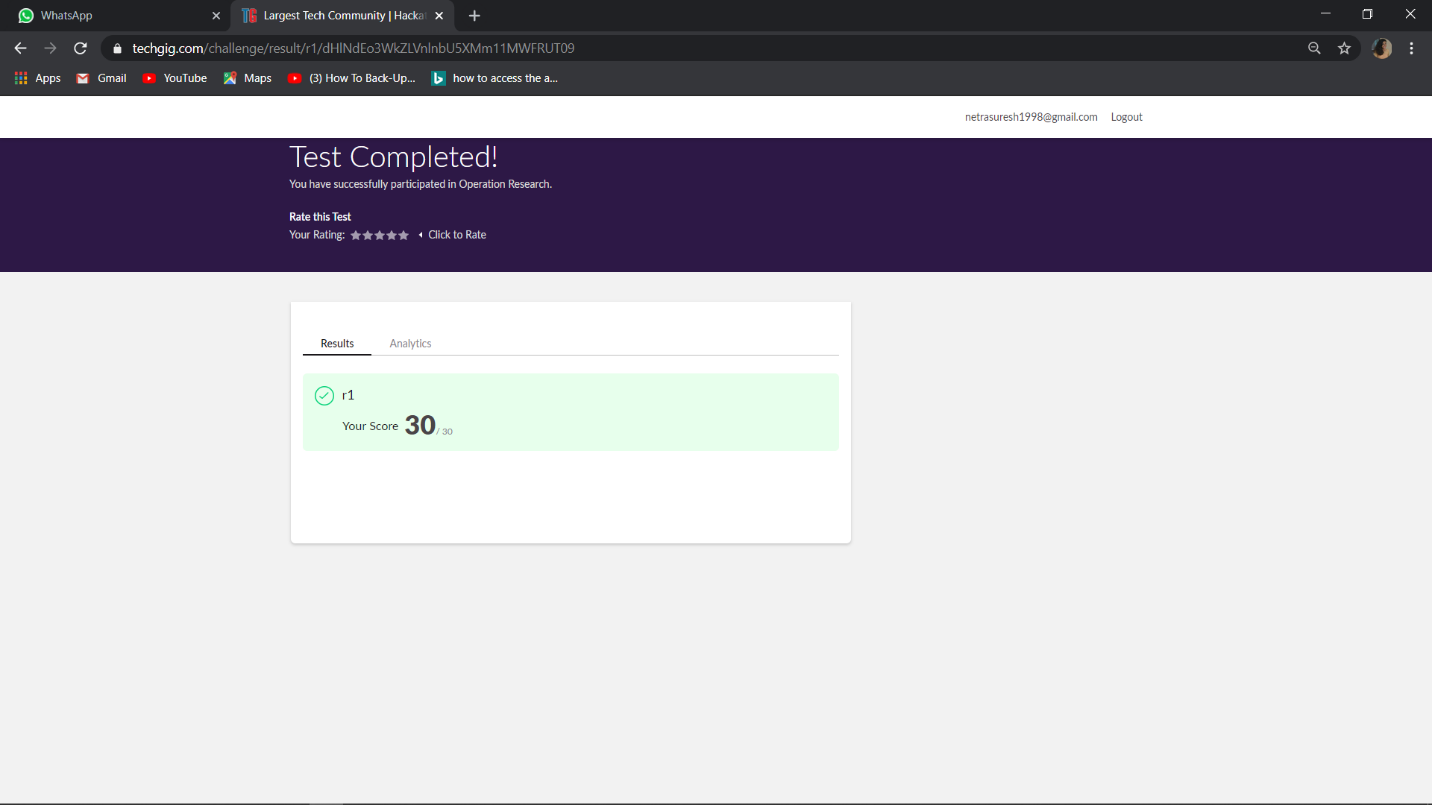 WhatsApp
Largest Tech Community | Hacka
techgig.com/challenge/result/r1/dHlNdEo3WkZLVnlnbU5XMm11MWFRUT09
Apps Gmail YouTube Maps (3) How To Back-Up... how to access the a...
netrasuresh1998@gmail.com Logout
Test Completed!
You have successfully participated in Operation Research.
Rate this Test
Your Rating: Click to Rate
Results Analytics
r1
Your Score 30 / 30